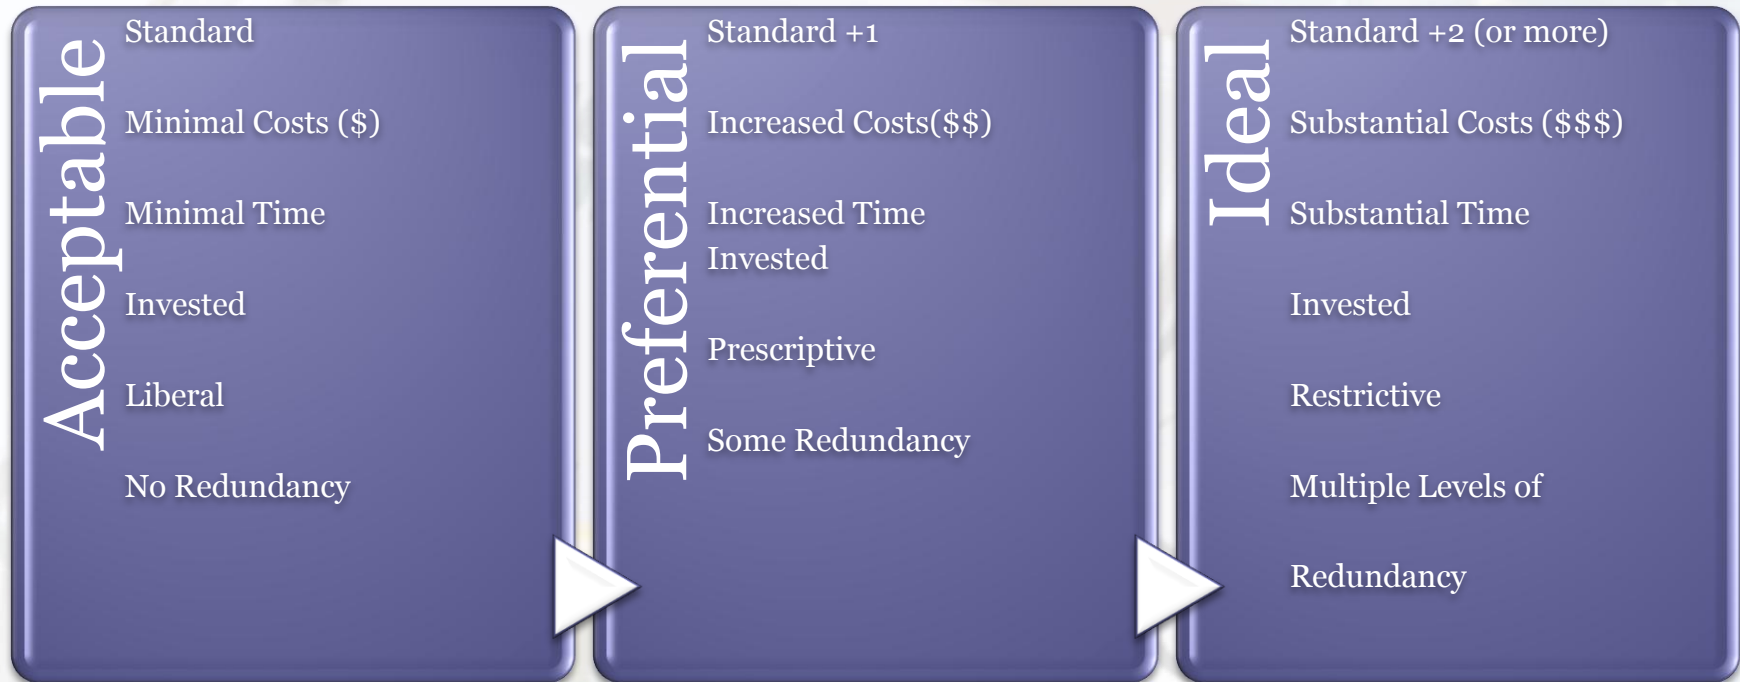 Acceptable
Standard
Minimal Costs ($)
Minimal Time
Invested
Liberal
No Redundancy
Preferential
Standard +1
Increased Costs($$)
Increased Time
Invested
Prescriptive
Some Redundancy
Ideal
Standard +2 (or more)
Substantial Costs ($$$)
Substantial Time
Invested
Restrictive
Multiple Levels of
Redundancy